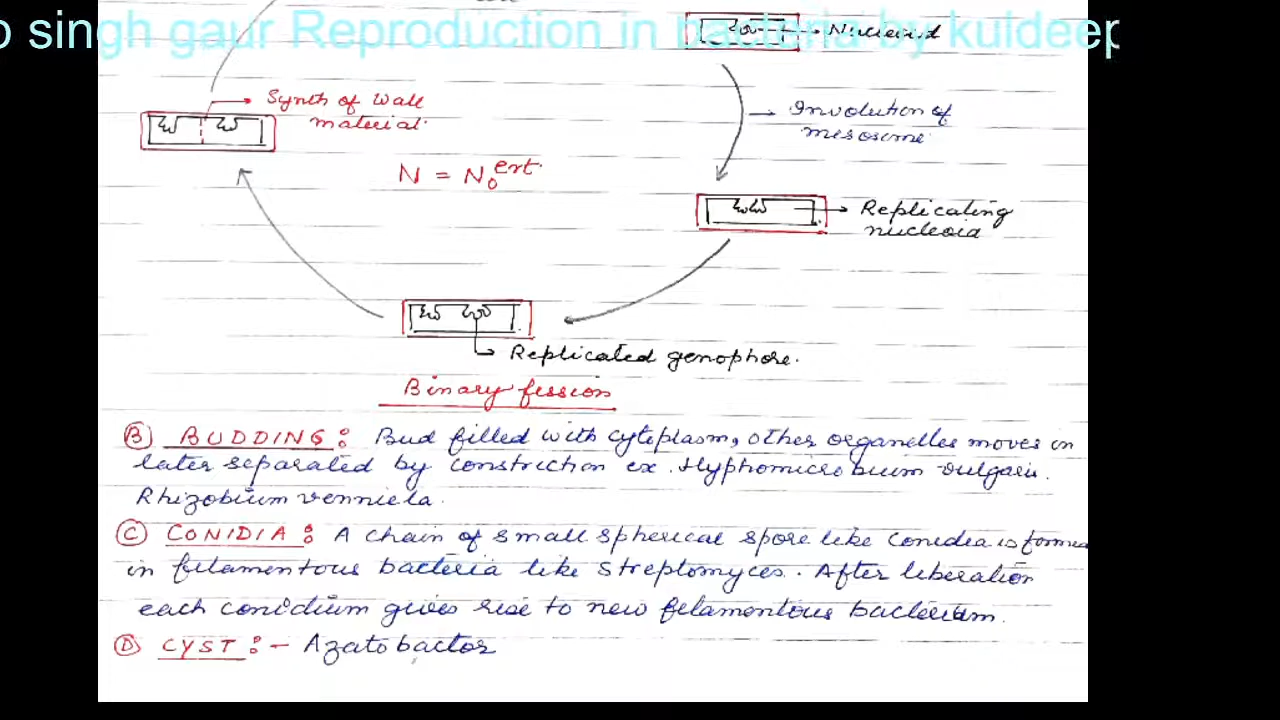 o singh gaur Reproduction in bacteria by kuldeep
Nucleoid
Synth of wall
material.
Involution of
mesosome
N = N₀ert.
Replicating
nucleoid
Replicated genophore.
Binary fission
(B) BUDDING: Bud filled with cytoplasm, other organelles moves in
later separated by constriction ex. Hyphomicrobium vulgaris.
Rhizobium venniela.
(C) CONIDIA: A chain of small spherical spore like conidia is formed
in filamentous bacteria like Streptomyces. After liberation
each conidium gives rise to new filamentous bacterium.
(D) CYST:- Azatobactor